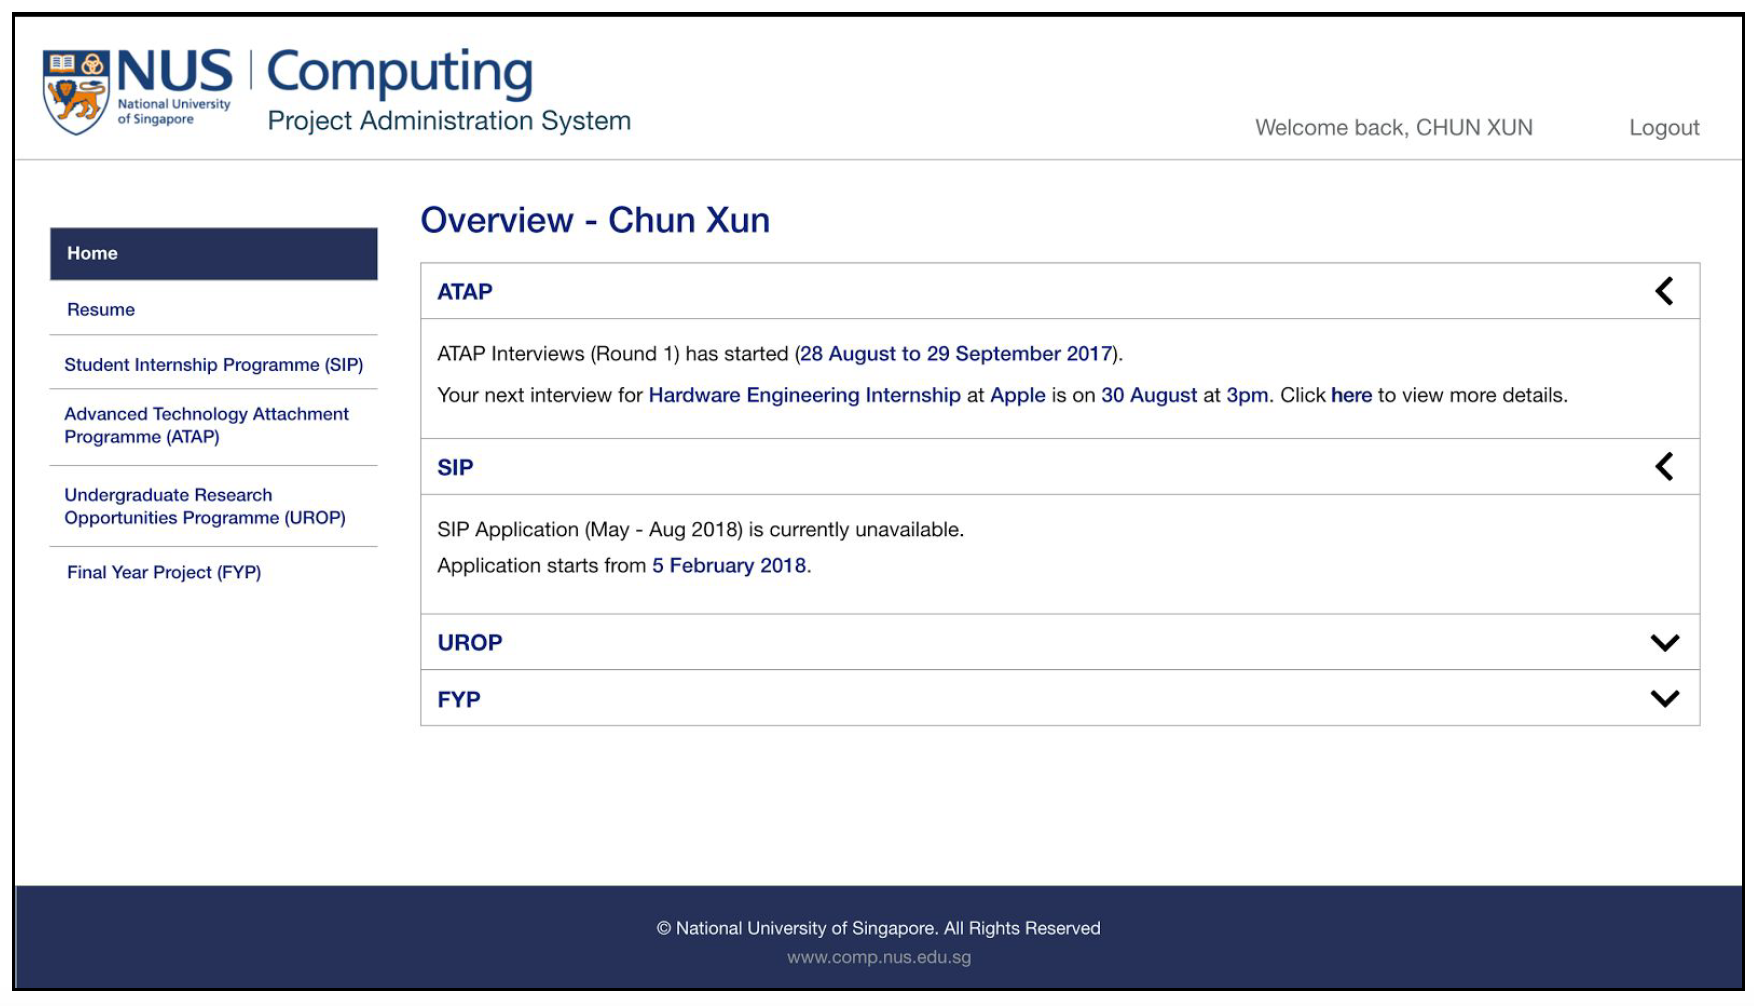 NUS Computing
National University
of Singapore
Project Administration System
Welcome back, CHUN XUN
Logout
Home
Resume
Student Internship Programme (SIP)
Advanced Technology Attachment
Programme (ATAP)
Undergraduate Research
Opportunities Programme (UROP)
Final Year Project (FYP)
Overview - Chun Xun
ATAP
ATAP Interviews (Round 1) has started (28 August to 29 September 2017).
Your next interview for Hardware Engineering Internship at Apple is on 30 August at 3pm. Click here to view more details.
SIP
SIP Application (May - Aug 2018) is currently unavailable.
Application starts from 5 February 2018.
UROP
FYP
© National University of Singapore. All Rights Reserved
www.comp.nus.edu.sg